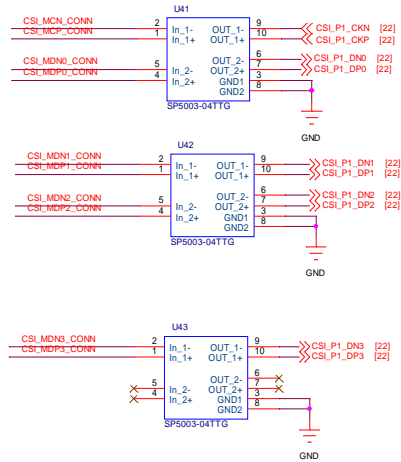 U41
CSI_MCN_CONN 2 In_1- OUT_1- 9 CSI_P1_CKN [22]
CSI_MCP_CONN 1 In_1+ OUT_1+ 10 CSI_P1_CKP [22]
OUT_2- 6 CSI_P1_DN0 [22]
CSI_MDN0_CONN 5 In_2- OUT_2+ 7 CSI_P1_DP0 [22]
CSI_MDP0_CONN 4 In_2+ GND1 3
GND2 8
SP5003-04TTG
GND
U42
CSI_MDN1_CONN 2 In_1- OUT_1- 9 CSI_P1_DN1 [22]
CSI_MDP1_CONN 1 In_1+ OUT_1+ 10 CSI_P1_DP1 [22]
OUT_2- 6 CSI_P1_DN2 [22]
CSI_MDN2_CONN 5 In_2- OUT_2+ 7 CSI_P1_DP2 [22]
CSI_MDP2_CONN 4 In_2+ GND1 3
GND2 8
SP5003-04TTG
GND
U43
CSI_MDN3_CONN 2 In_1- OUT_1- 9 CSI_P1_DN3 [22]
CSI_MDP3_CONN 1 In_1+ OUT_1+ 10 CSI_P1_DP3 [22]
OUT_2- 6
5 In_2- OUT_2+ 7
4 In_2+ GND1 3
GND2 8
SP5003-04TTG
GND